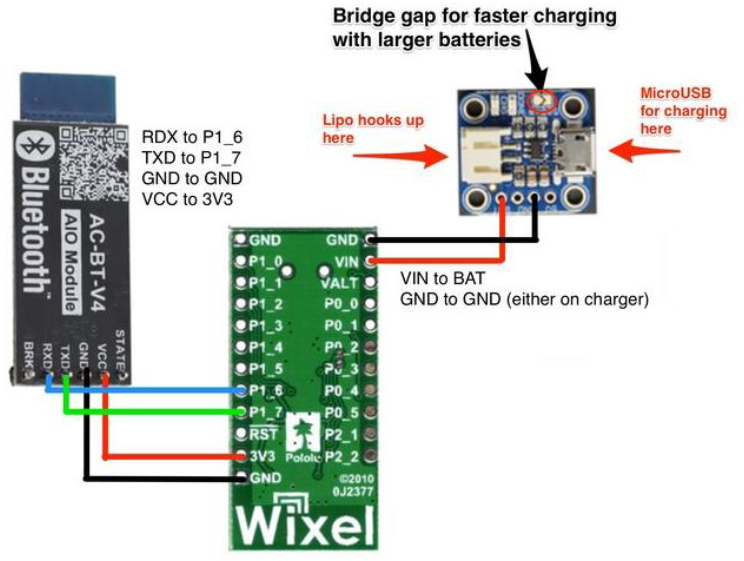 Bridge gap for faster charging
with larger batteries
MicroUSB
for charging
here
Lipo hooks up
here
RDX to P1_6
TXD to P1_7
GND to GND
VCC to 3V3
Bluetooth™
AIO Module
AC-BT-V4
BRK
RXD
TXD
GND
VCC
STATE
GND GND
P1_0 VIN
P1_1 VALT
P1_2 P0_0
P1_3 P0_1
P1_4 P0_2
P1_5 P0_3
P1_6 P0_4
P1_7 P0_5
RST P2_1
3V3 Pololu P2_2
GND ©2010
0J2377
Wixel
VIN to BAT
GND to GND (either on charger)